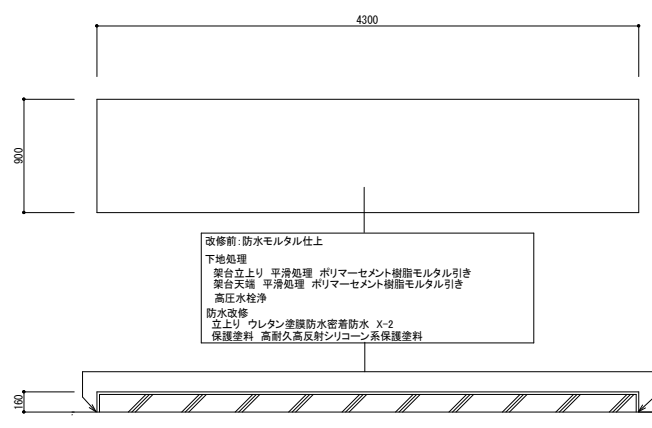 4300
900
改修前:防水モルタル仕上
下地処理
架台立上り 平滑処理 ポリマーセメント樹脂モルタル引き
架台天端 平滑処理 ポリマーセメント樹脂モルタル引き
高圧水栓浄
防水改修
立上り ウレタン塗膜防水密着防水 X-2
保護塗料 高耐久高反射シリコーン系保護塗料
160